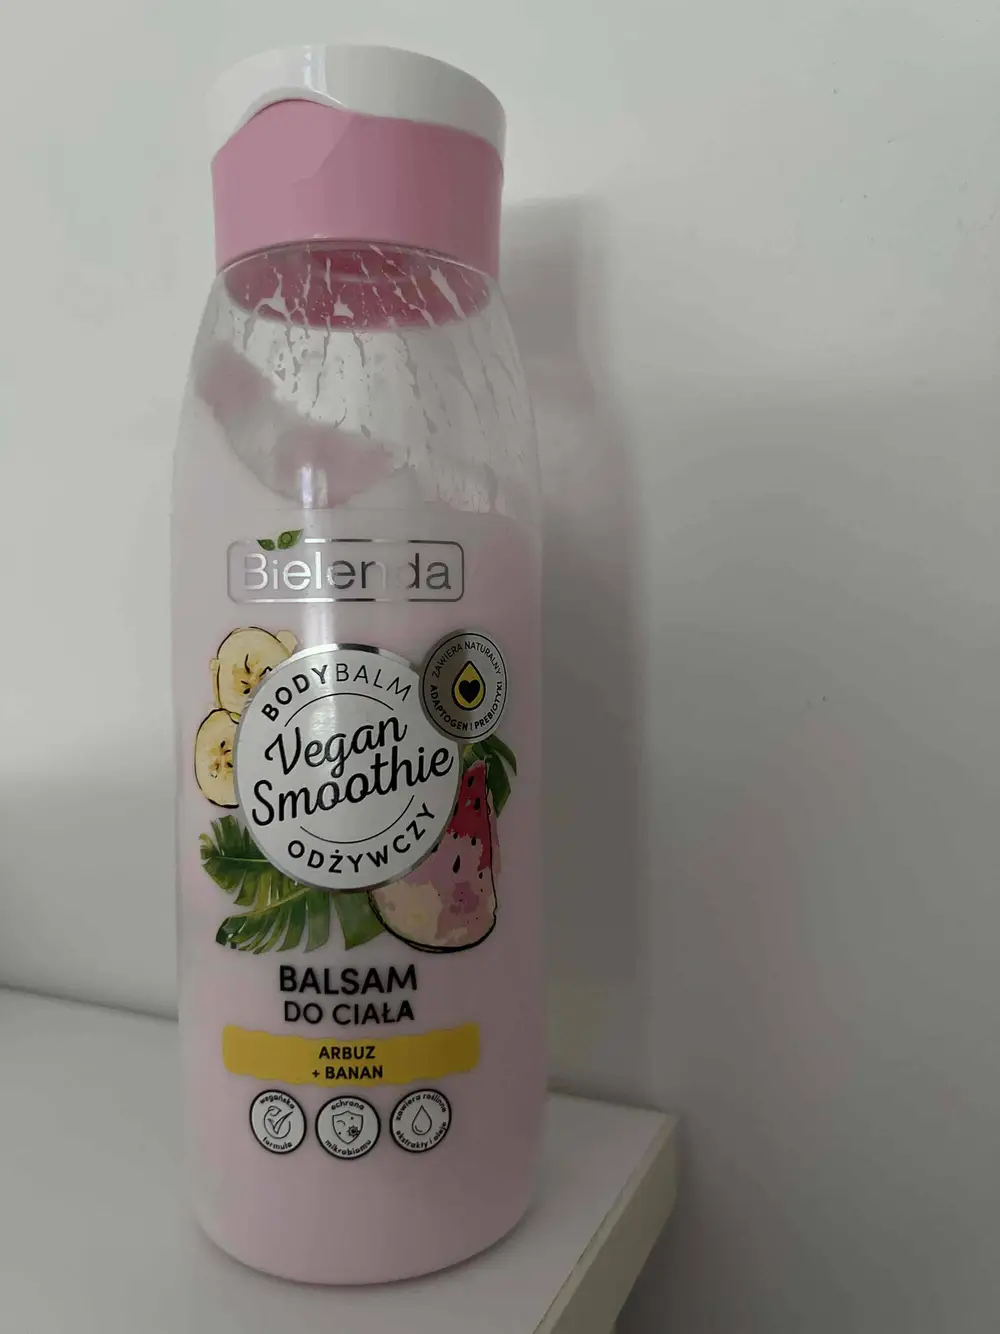 Bielenda
ZAWIERA NATURALNY
ADAPTOGEN I PREBIOTYKI
BODYBALM
Vegan
Smoothie
ODŻYWCZY
BALSAM
DO CIAŁA
ARBUZ
+ BANAN
wegańska
formuła
ochrona
mikrobiomu
zawiera roślinne
ekstrakty i oleje